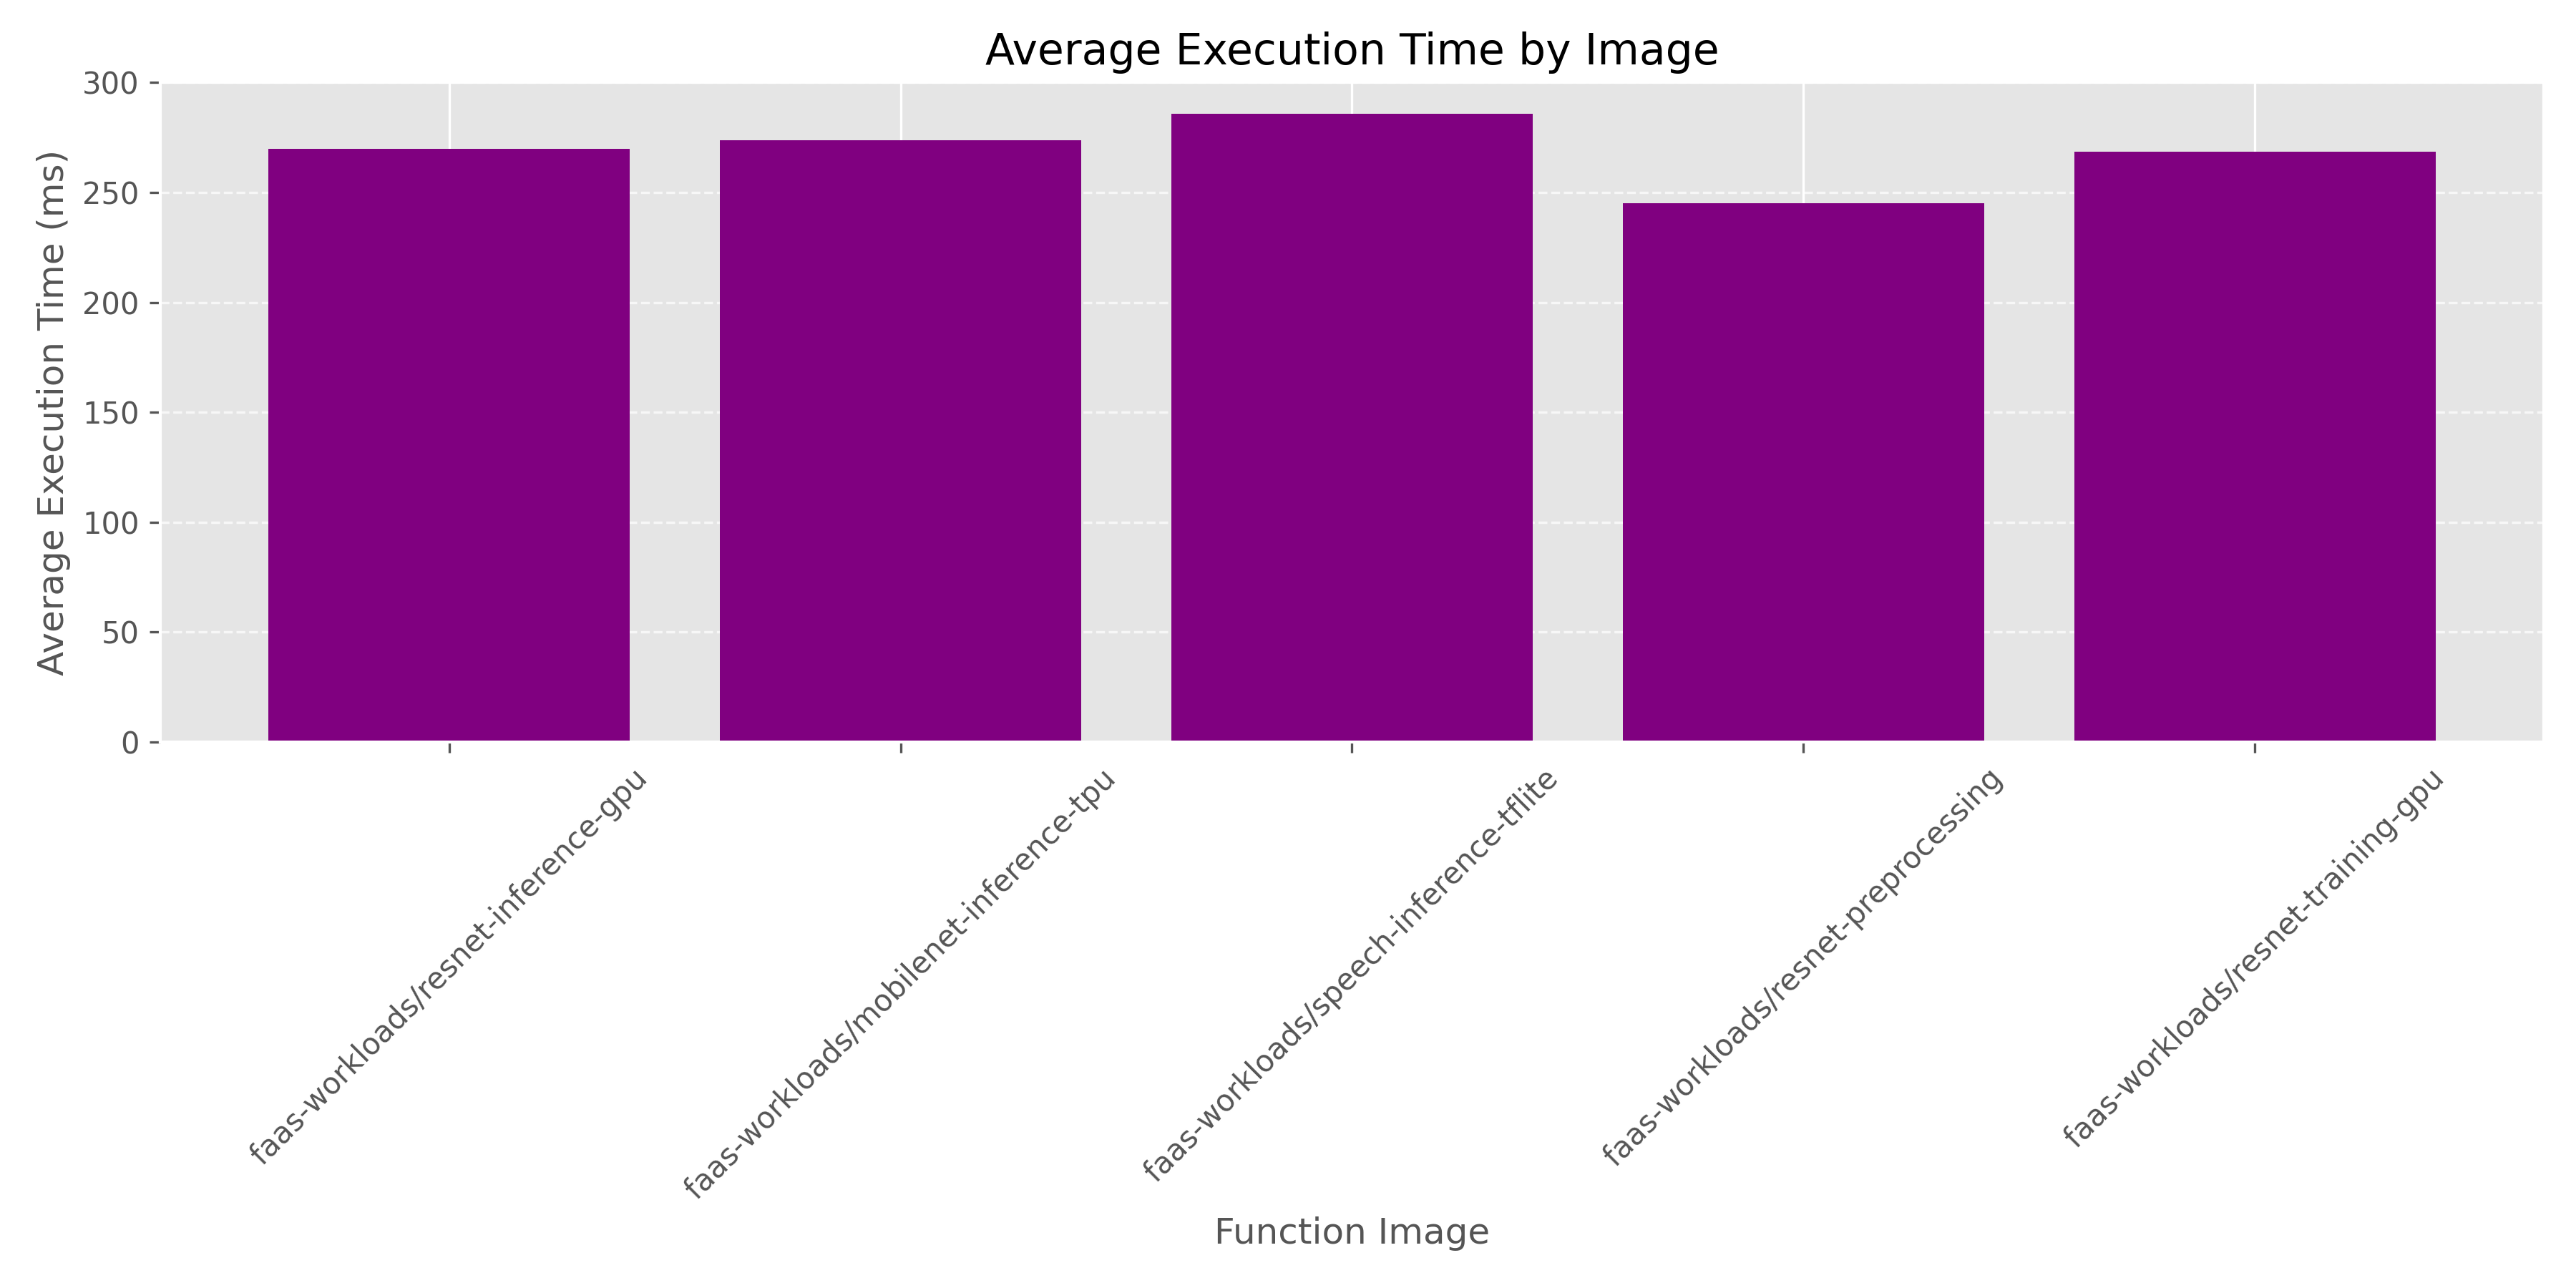 Average Execution Time by Image
Average Execution Time (ms)
300
250
200
150
100
50
0
faas-workloads/resnet-inference-gpu
faas-workloads/mobilenet-inference-tpu
faas-workloads/speech-inference-tflite
faas-workloads/resnet-preprocessing
faas-workloads/resnet-training-gpu
Function Image